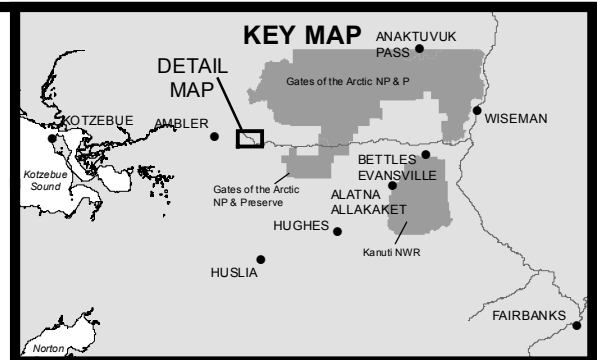 KEY MAP
ANAKTUVUK
PASS
DETAIL
MAP
Gates of the Arctic NP & P
KOTZEBUE
AMBLER
WISEMAN
Kotzebue
Sound
BETTLES
EVANSVILLE
Gates of the Arctic
NP & Preserve
ALATNA
ALLAKAKET
HUGHES
Kanuti NWR
HUSLIA
FAIRBANKS
Norton